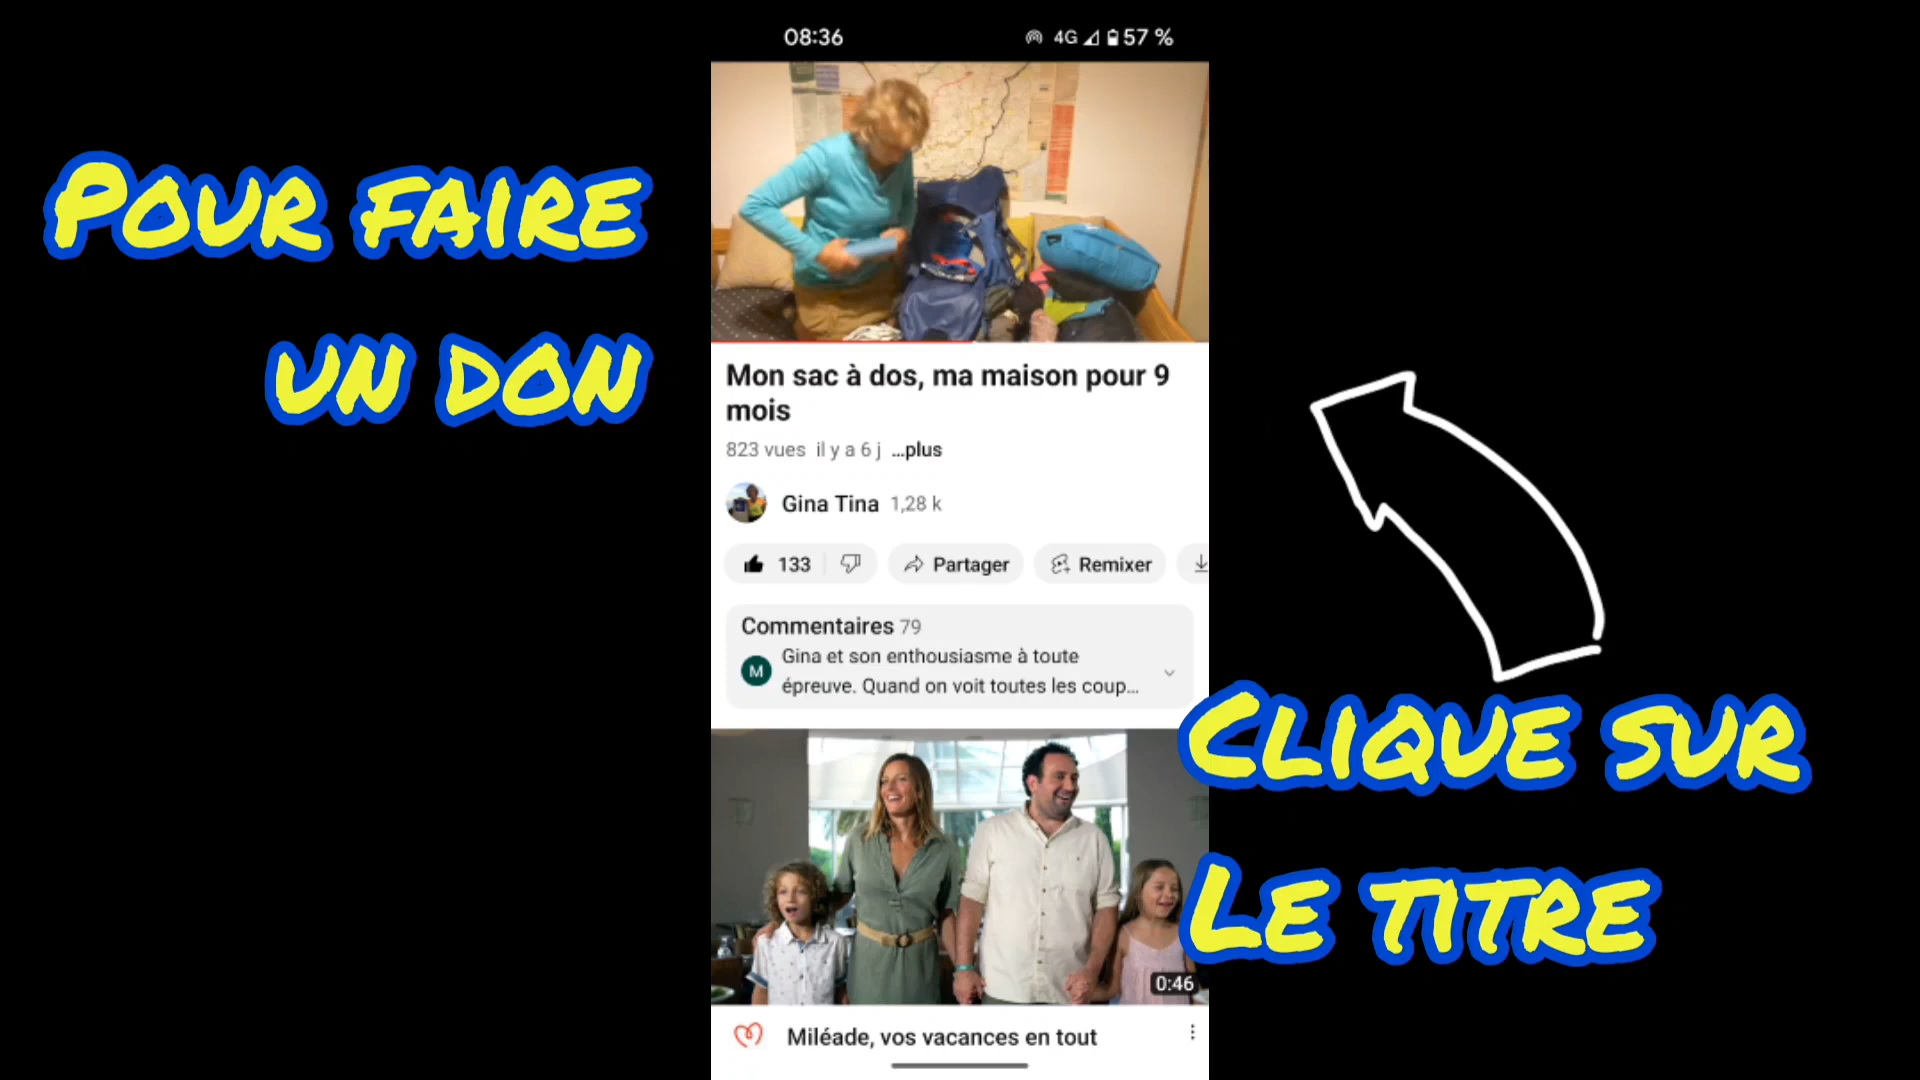 08:36
4G
57 %
POUR FAIRE
UN DON
Mon sac à dos, ma maison pour 9
mois
823 vues il y a 6 j ...plus
Gina Tina 1,28 k
133
Partager
Remixer
Commentaires 79
M
Gina et son enthousiasme à toute
épreuve. Quand on voit toutes les coup...
CLIQUE SUR
LE TITRE
0:46
Miléade, vos vacances en tout